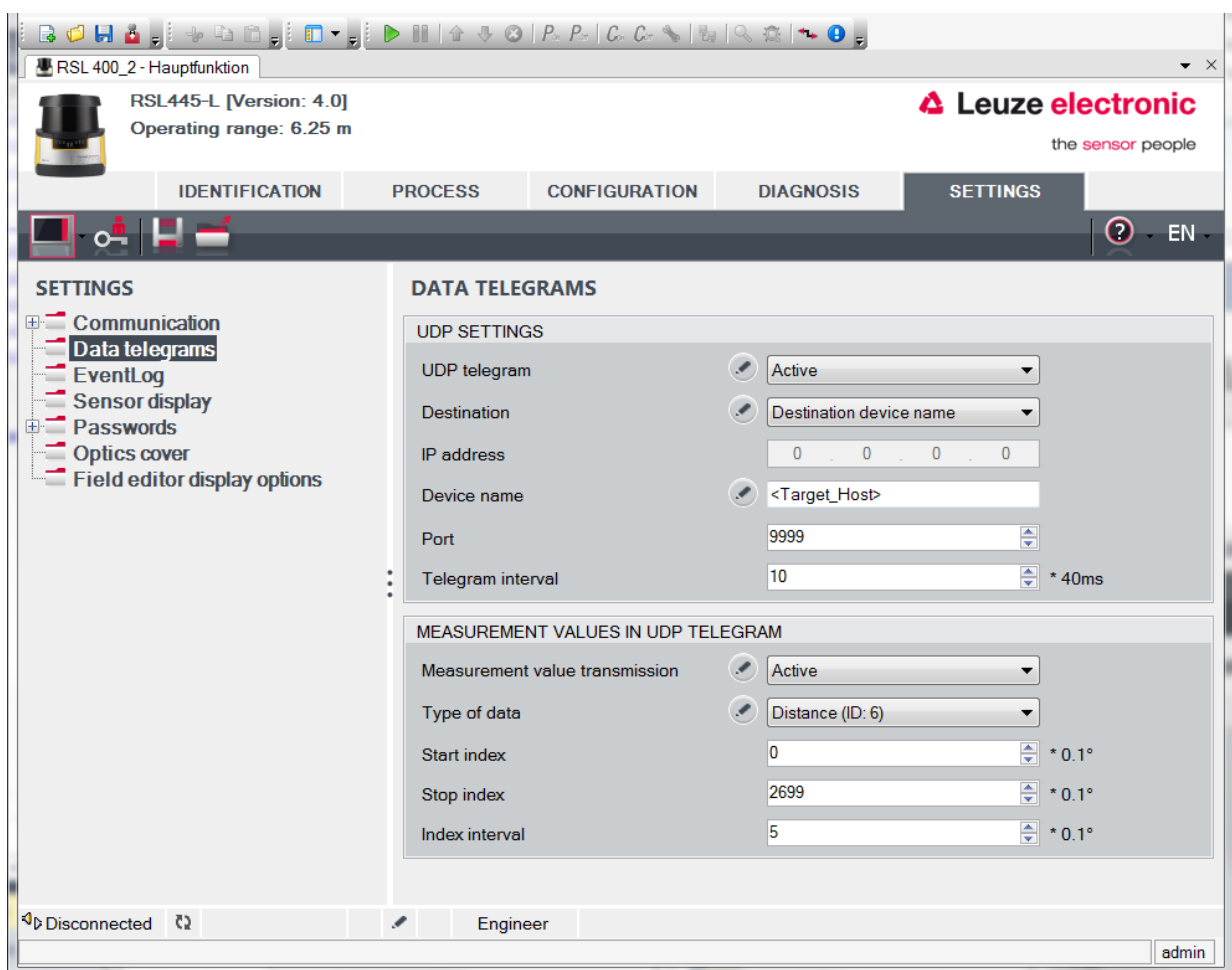 RSL 400_2 - Hauptfunktion
RSL445-L [Version: 4.0]
Operating range: 6.25 m
Leuze electronic
the sensor people
IDENTIFICATION PROCESS CONFIGURATION DIAGNOSIS SETTINGS
EN
SETTINGS
Communication
Data telegrams
EventLog
Sensor display
Passwords
Optics cover
Field editor display options
DATA TELEGRAMS
UDP SETTINGS
UDP telegram Active
Destination Destination device name
IP address 0 . 0 . 0 . 0
Device name <Target_Host>
Port 9999
Telegram interval 10 * 40ms
MEASUREMENT VALUES IN UDP TELEGRAM
Measurement value transmission Active
Type of data Distance (ID: 6)
Start index 0 * 0.1°
Stop index 2699 * 0.1°
Index interval 5 * 0.1°
Disconnected Engineer
admin